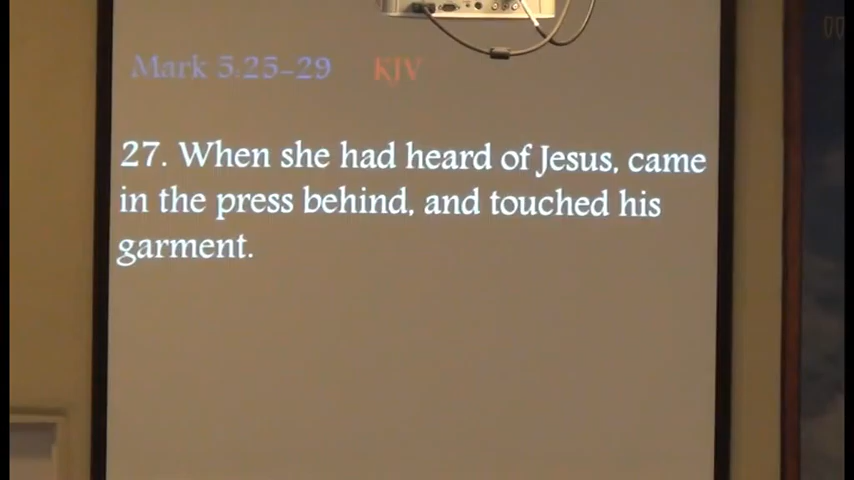 Mark 5:25-29 KJV
27. When she had heard of Jesus, came
in the press behind, and touched his
garment.